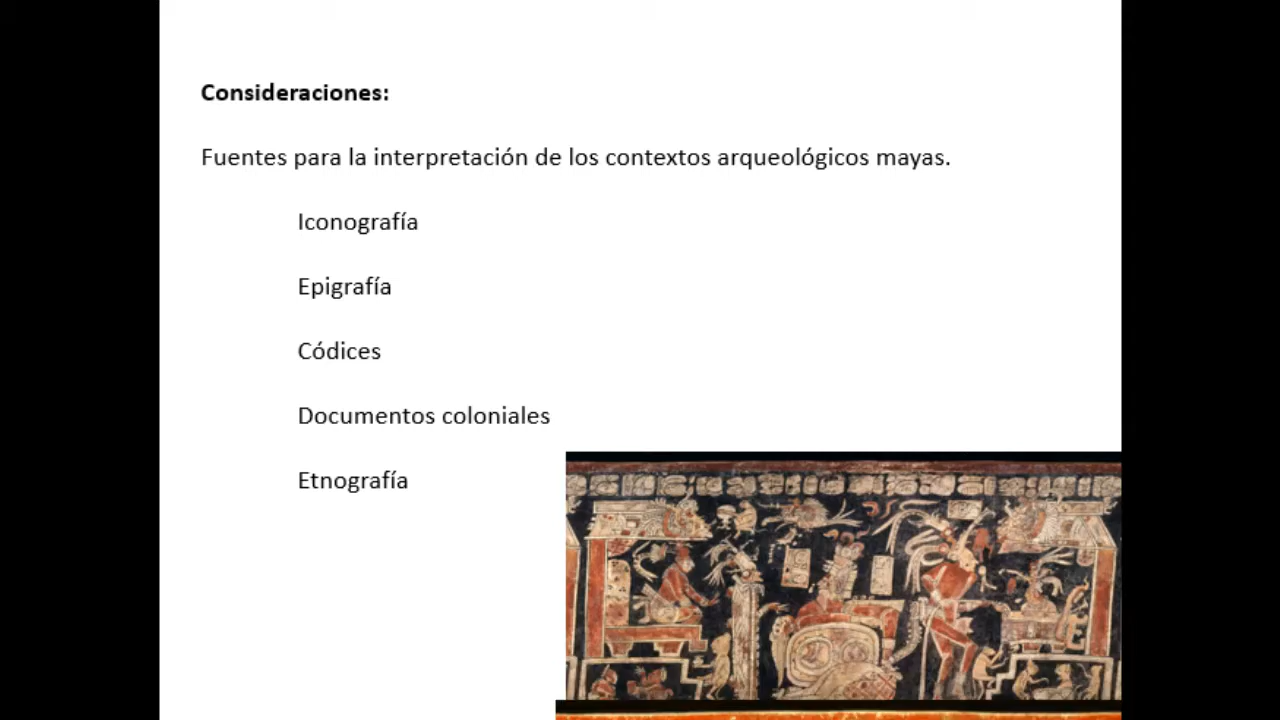 Consideraciones:
Fuentes para la interpretación de los contextos arqueológicos mayas.
Iconografía
Epigrafía
Códices
Documentos coloniales
Etnografía